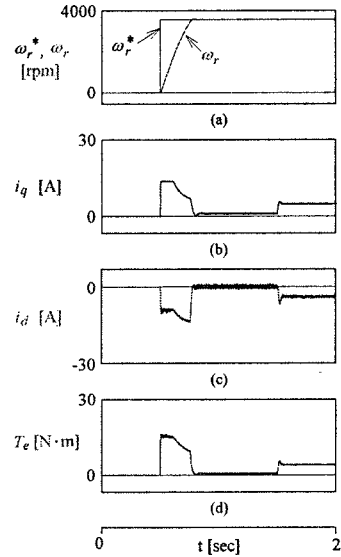 4000
ω_r*, ω_r
[rpm]
ω_r*
ω_r
0
(a)
30
i_q [A]
0
(b)
0
i_d [A]
-30
(c)
30
T_e [N·m]
0
(d)
0
2
t [sec]